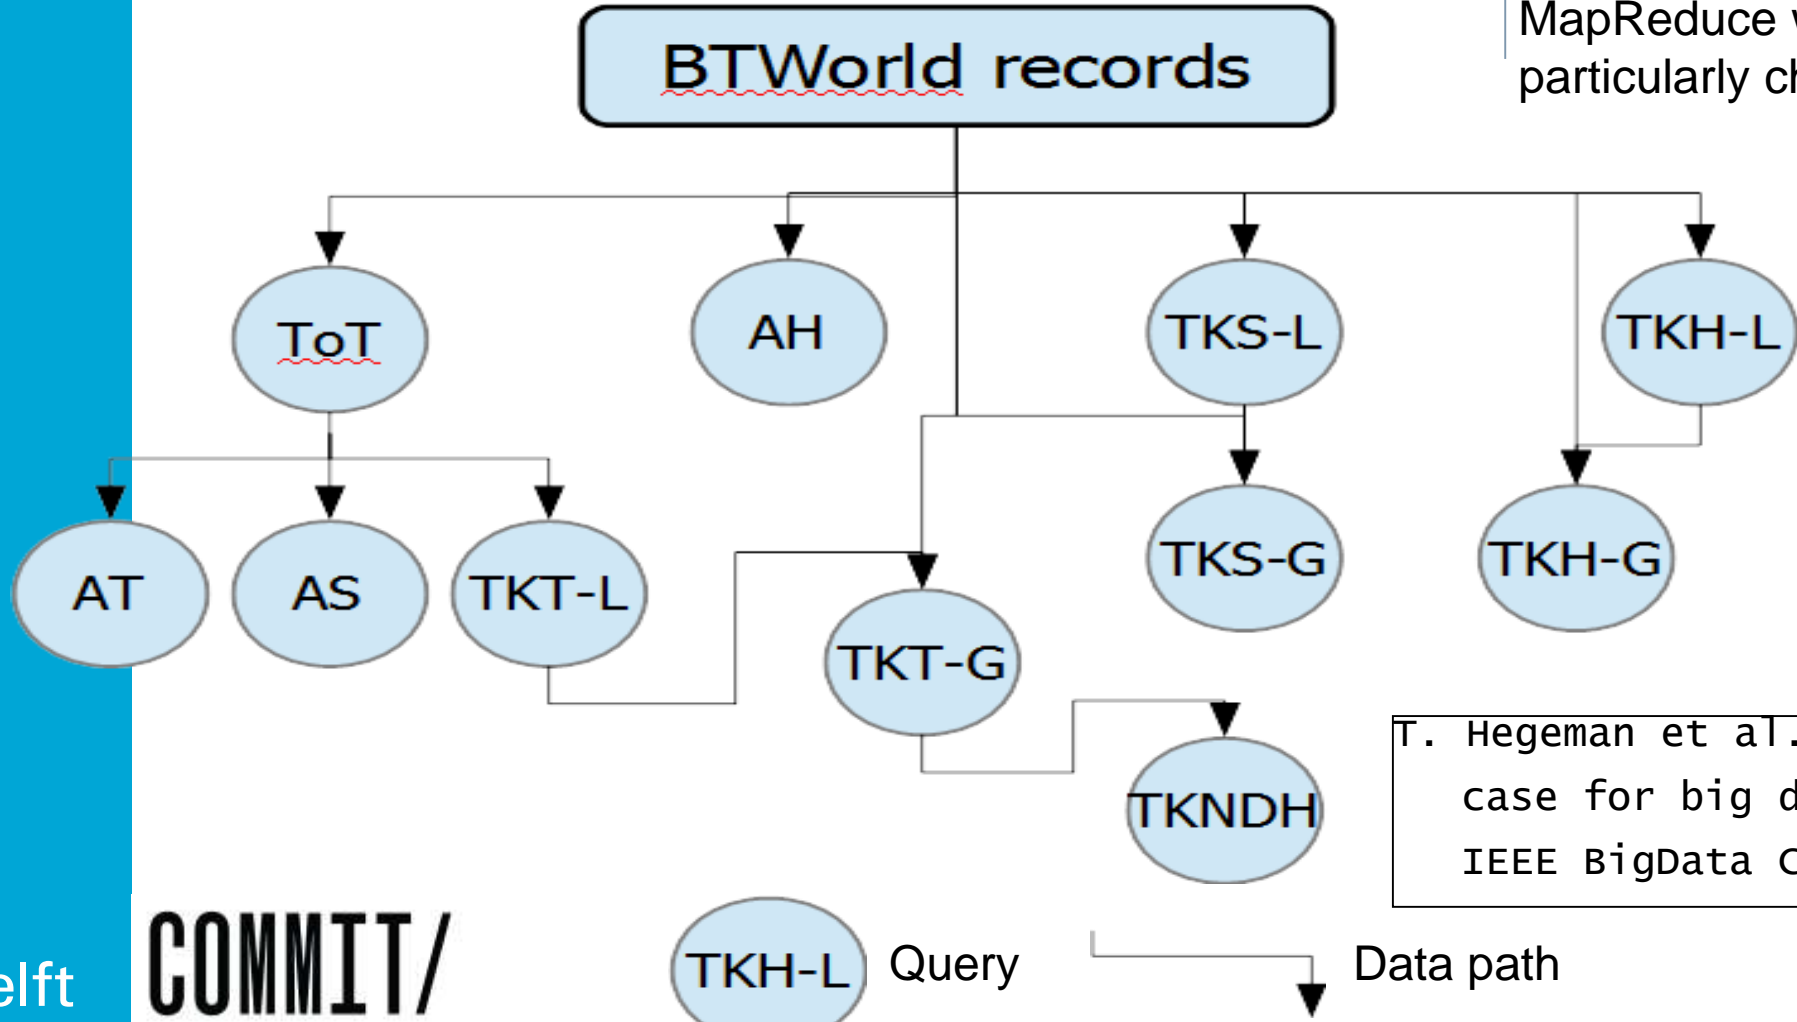 MapReduce
particularly
BTWorld records
ToT
AH
TKS-L
TKH-L
AT
AS
TKT-L
TKT-G
TKS-G
TKH-G
TKNDH
T. Hegeman et al.
case for big
IEEE BigData
COMMIT/
elft
TKH-L
Query
Data path